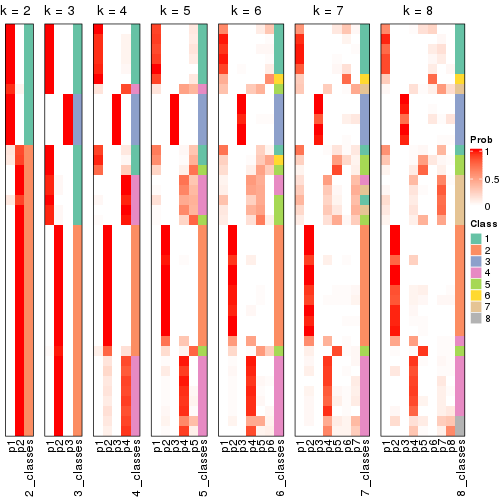 k = 2 k = 3 k = 4 k = 5 k = 6 k = 7 k = 8
Prob
1
0.5
0
Class
1
2
3
4
5
6
7
8
p1 p2 2_classes
p1 p2 p3 3_classes
p1 p2 p3 p4 4_classes
p1 p2 p3 p4 p5 5_classes
p1 p2 p3 p4 p5 p6 6_classes
p1 p2 p3 p4 p5 p6 p7 7_classes
p1 p2 p3 p4 p5 p6 p7 p8 8_classes